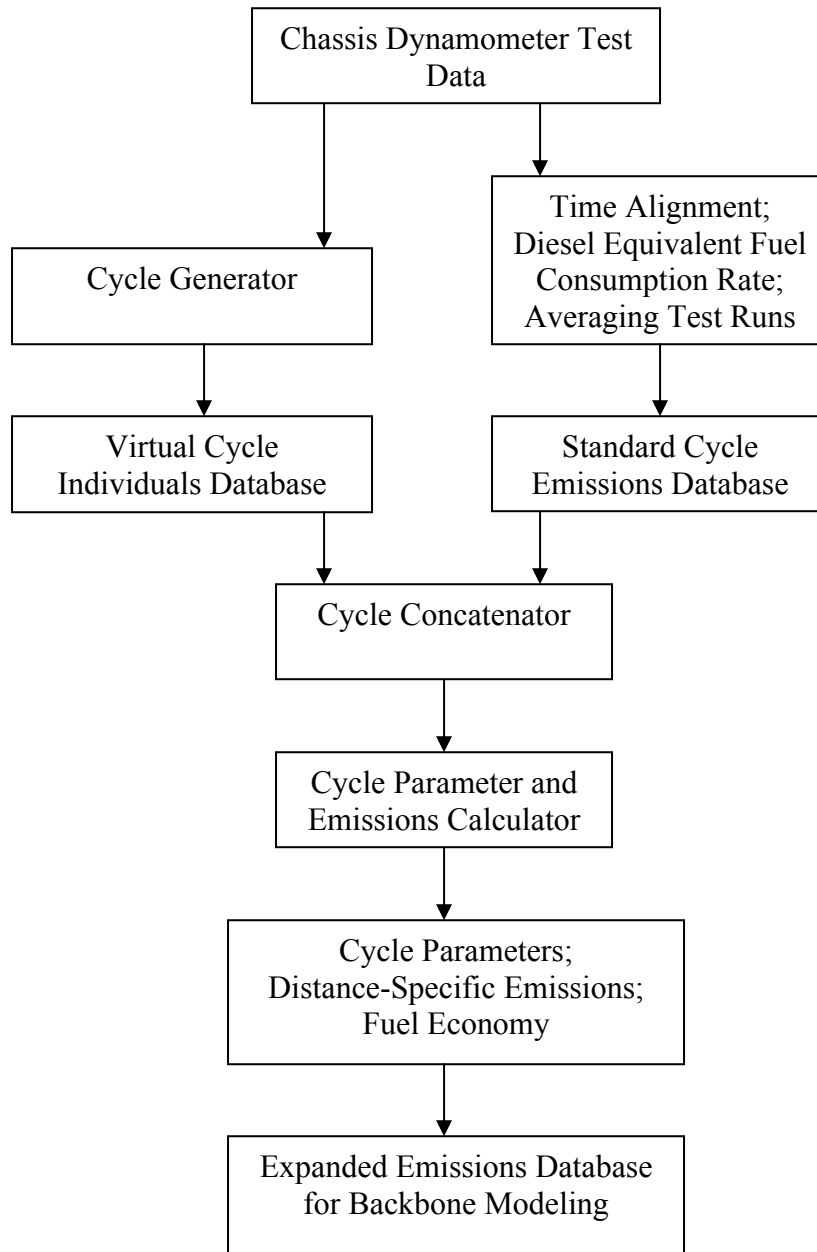 Chassis Dynamometer Test
Data
Time Alignment;
Diesel Equivalent Fuel
Consumption Rate;
Averaging Test Runs
Cycle Generator
Virtual Cycle
Individuals Database
Standard Cycle
Emissions Database
Cycle Concatenator
Cycle Parameter and
Emissions Calculator
Cycle Parameters;
Distance-Specific Emissions;
Fuel Economy
Expanded Emissions Database
for Backbone Modeling